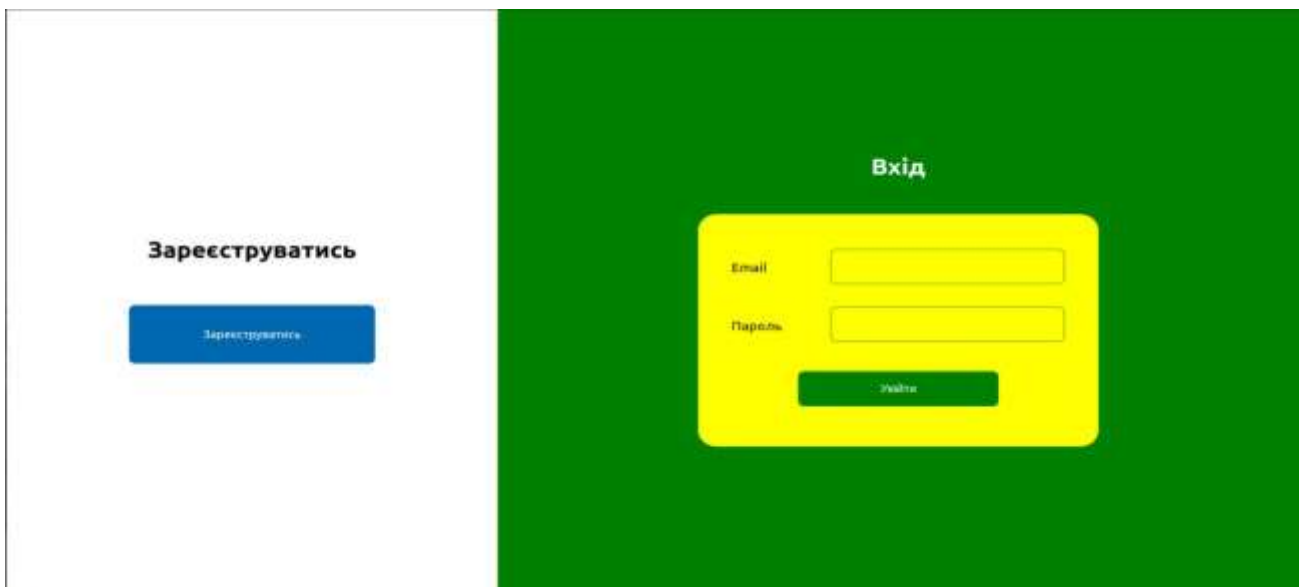 Зареєструватись
Зареєструватись
Вхід
Email
Пароль
Увійти